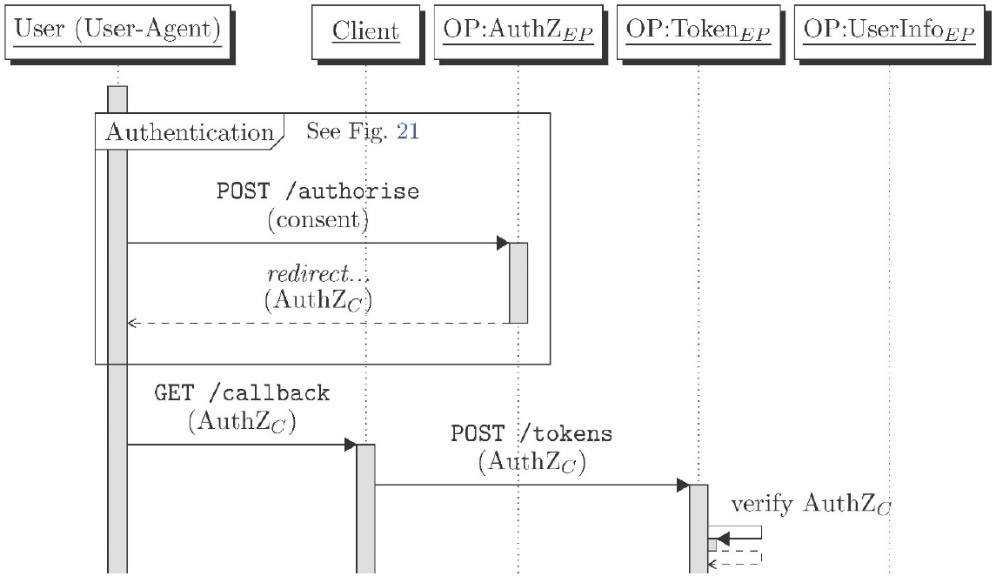 User (User-Agent)
Client
OP:AuthZ_EP
OP:Token_EP
OP:UserInfo_EP
Authentication
See Fig. 21
POST /authorise
(consent)
redirect...
(AuthZ_C)
GET /callback
(AuthZ_C)
POST /tokens
(AuthZ_C)
verify AuthZ_C